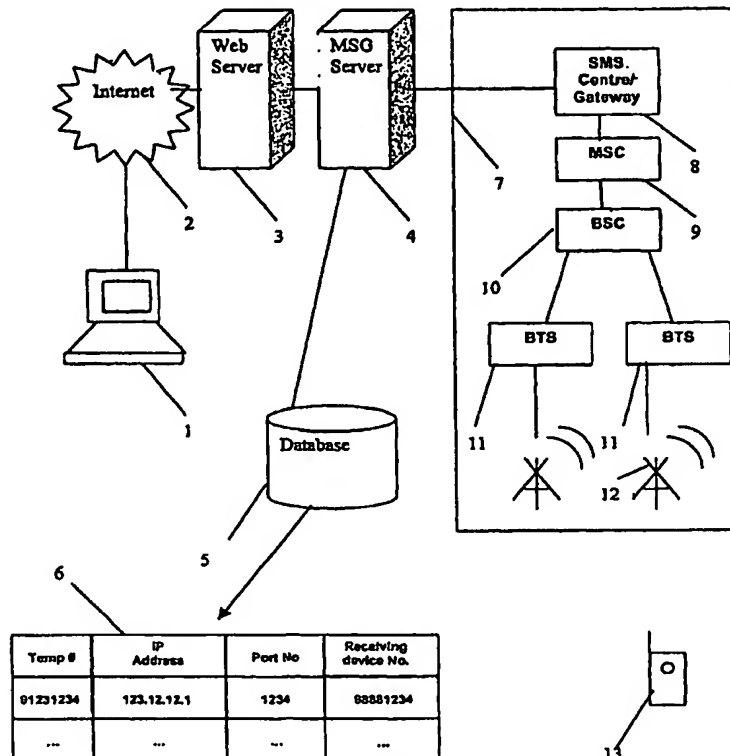 Web
Server
MSG
Server
SMS.
Centre/
Gateway
Internet
MSC
8
7
2
3
4
9
BSC
10
BTS
BTS
1
11
11
Database
12
5
6
Temp #
IP
Address
Port No
Receiving
device No.
91231234
123.12.12.1
1234
98881234
...
...
...
...
13